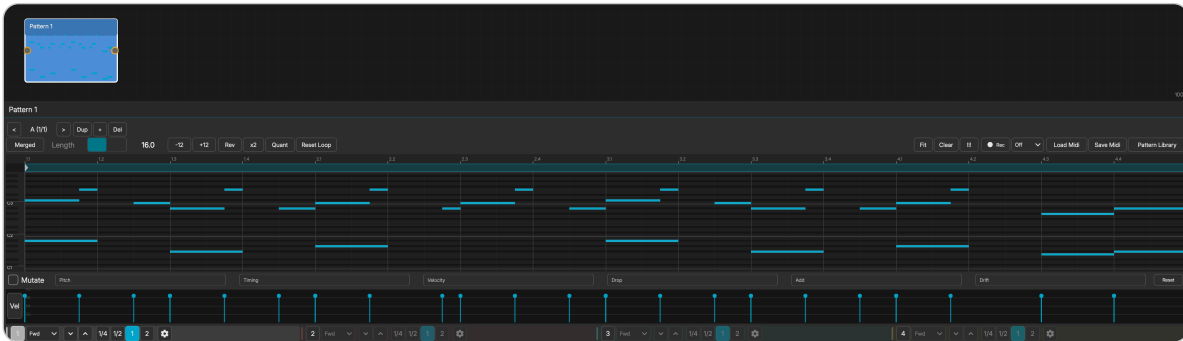 Pattern 1
100
Pattern 1
< A (1/1) > Dup + Del
Merged Length 16.0 -12 +12 Rev x2 Quant Reset Loop Fit Clear !!! Rec Off Load Midi Save Midi Pattern Library
1.1 1.2 1.3 1.4 2.1 2.2 2.3 2.4 3.1 3.2 3.3 3.4 4.1 4.2 4.3 4.4
C3
C2
C1
Mutate Pitch Timing Velocity Drop Add Drift Reset
Vel
1 Fwd 1/4 1/2 1 2 2 Fwd 1/4 1/2 1 2 3 Fwd 1/4 1/2 1 2 4 Fwd 1/4 1/2 1 2